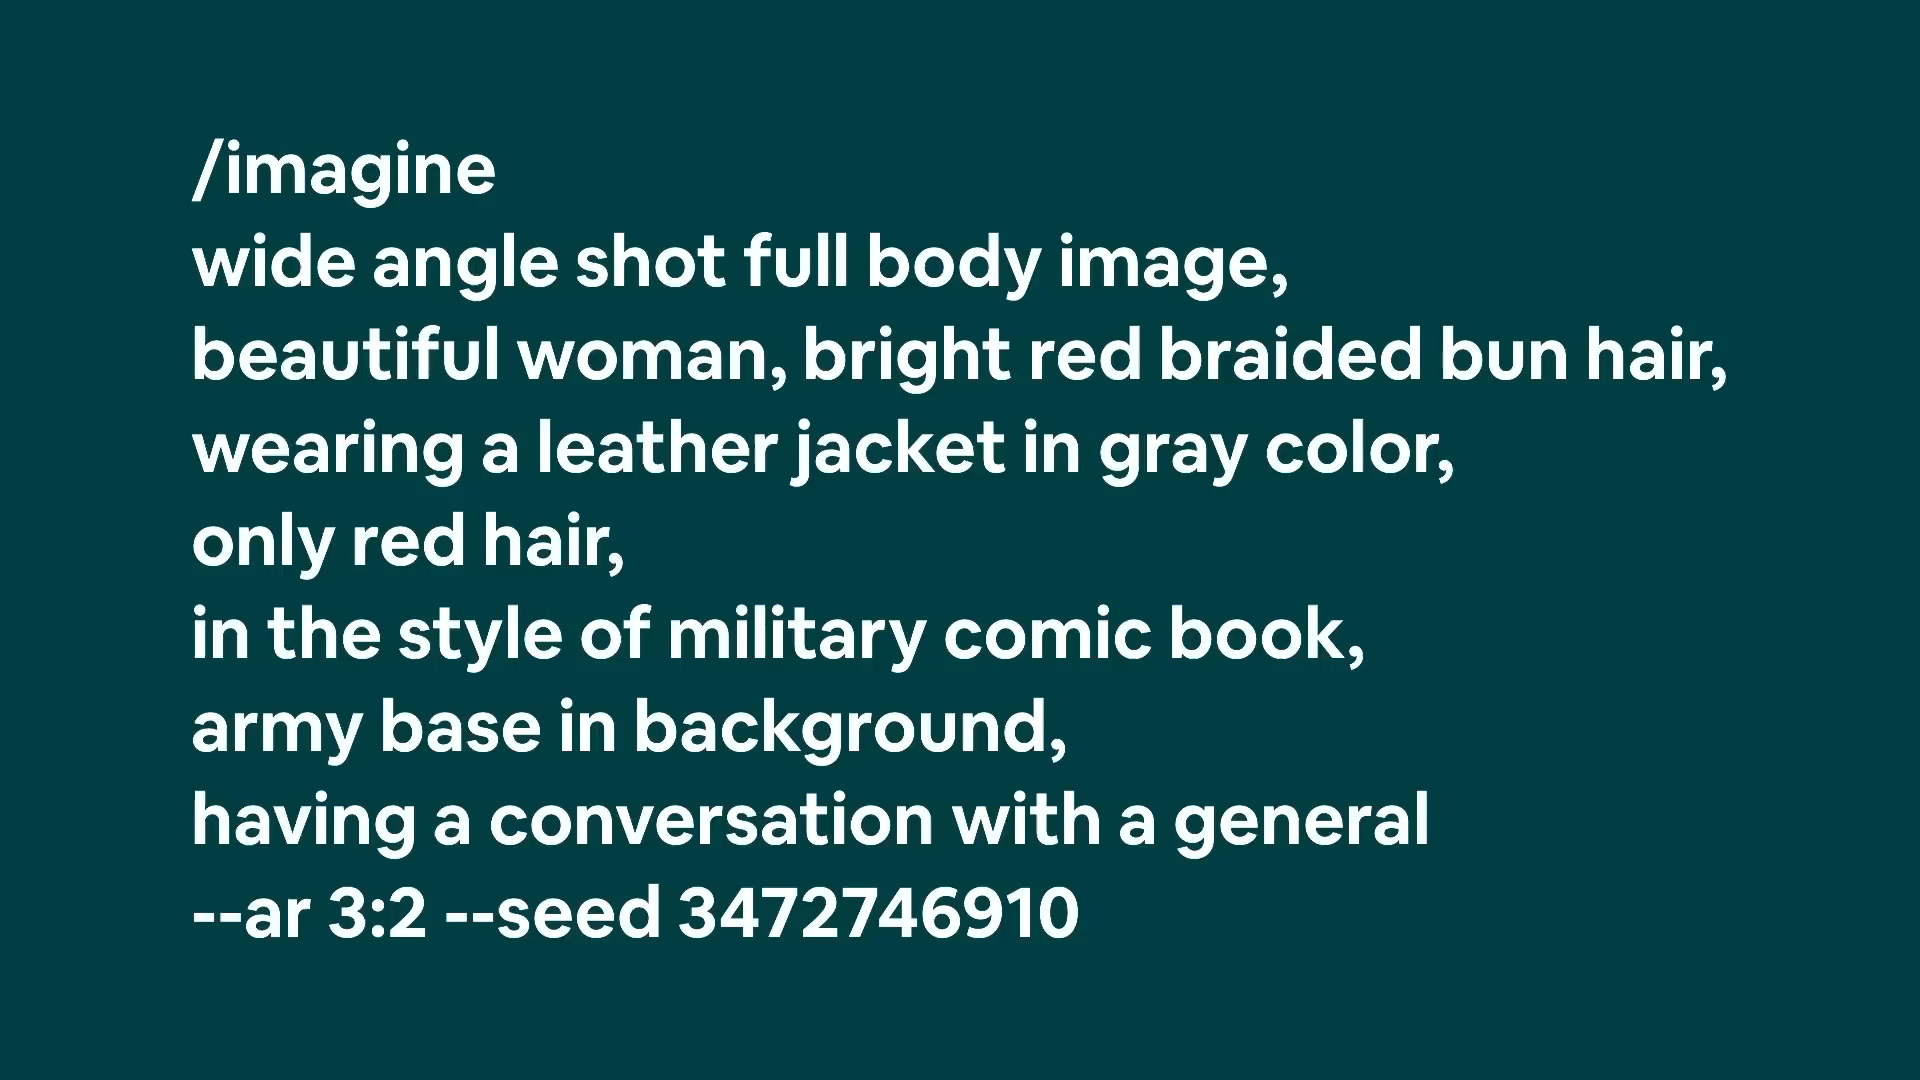 /imagine
wide angle shot full body image,
beautiful woman, bright red braided bun hair,
wearing a leather jacket in gray color,
only red hair,
in the style of military comic book,
army base in background,
having a conversation with a general
--ar 3:2 --seed 3472746910